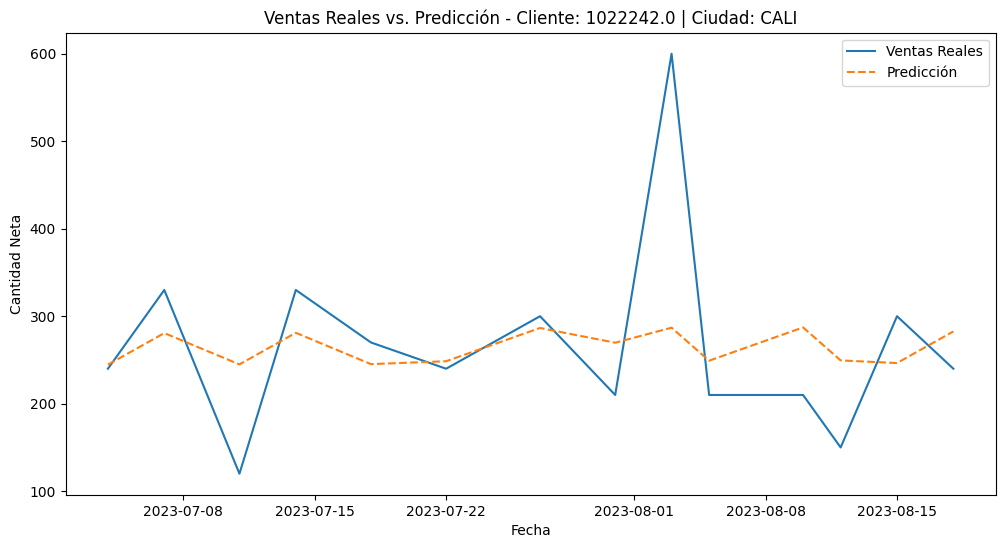 Ventas Reales vs. Predicción - Cliente: 1022242.0 | Ciudad: CALI
Ventas Reales
Predicción
600
500
400
300
200
100
Cantidad Neta
2023-07-08
2023-07-15
2023-07-22
2023-08-01
2023-08-08
2023-08-15
Fecha